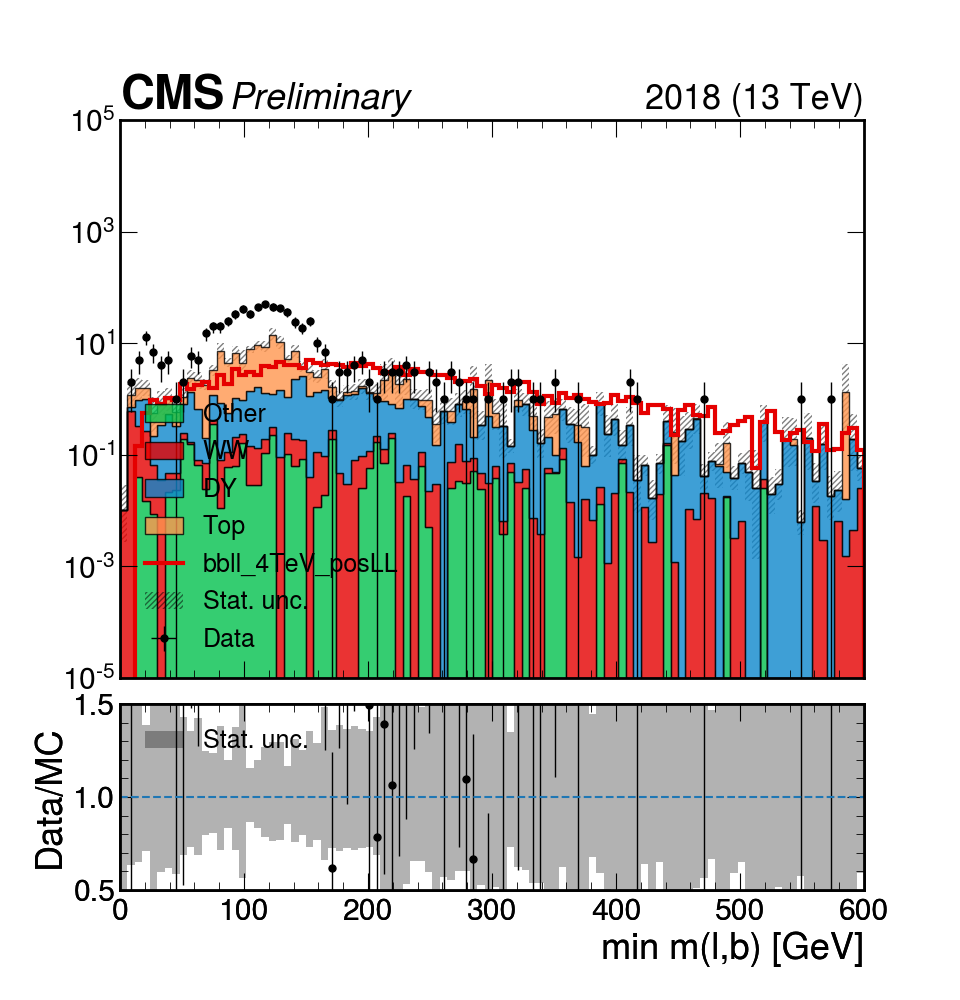 CMS Preliminary 2018 (13 TeV)
10^5
10^3
10^1
10^-1
10^-3
10^-5
Other
WW
DY
Top
bbll_4TeV_posLL
Stat. unc.
Data
Data/MC
1.5
1.0
0.5
Stat. unc.
0 100 200 300 400 500 600
min m(l,b) [GeV]